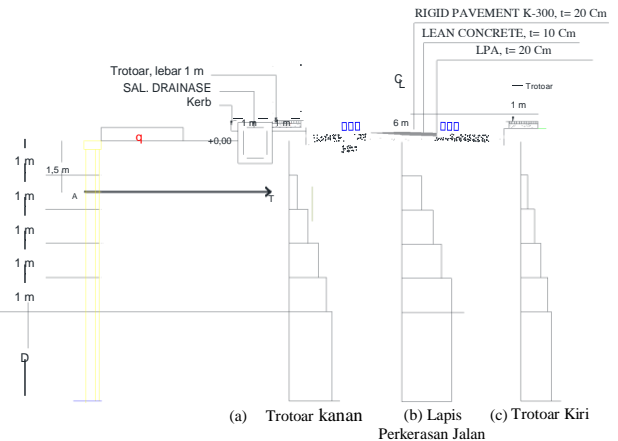 RIGID PAVEMENT K-300, t= 20 Cm
LEAN CONCRETE, t= 10 Cm
LPA, t= 20 Cm
Trotoar, lebar 1 m
SAL. DRAINASE
Kerb
CL
Trotoar
1 m
1 m
1 m
6 m
q
+0,00
1 m
1,5 m
1 m
A
T
1 m
1 m
1 m
D
(a) Trotoar kanan
(b) Lapis Perkerasan Jalan
(c) Trotoar Kiri